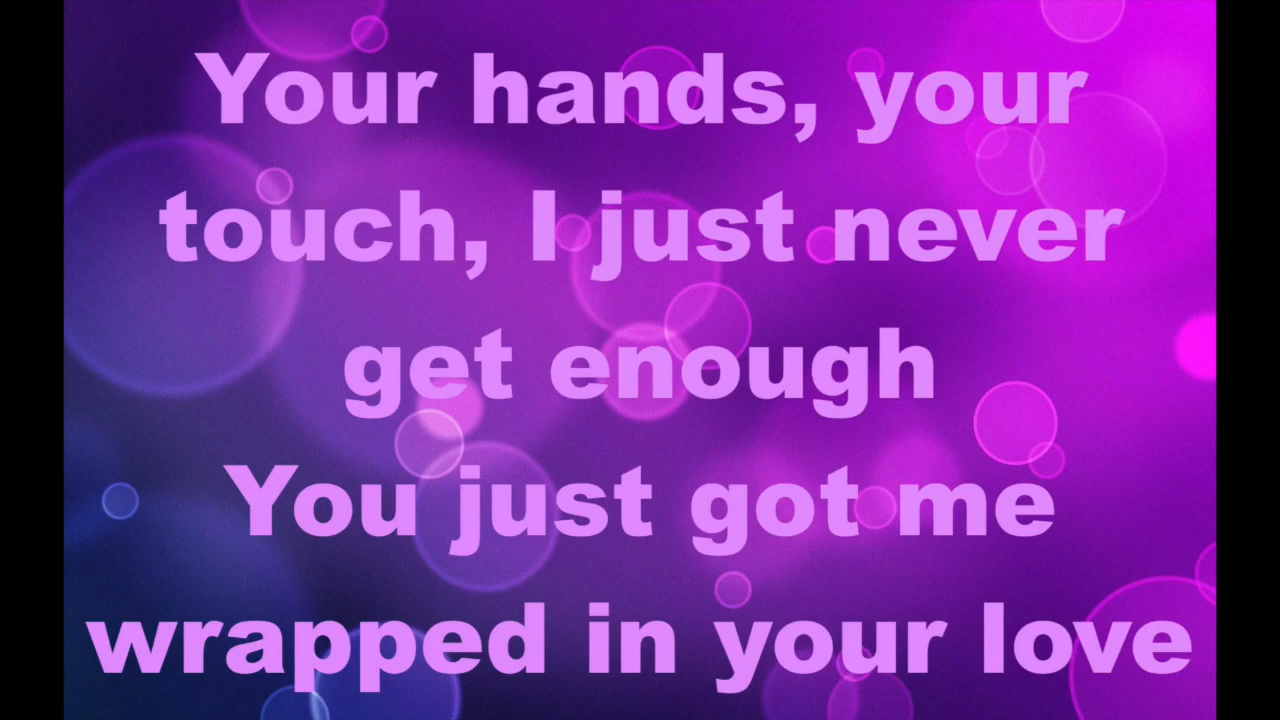 Your hands, your
touch, I just never
get enough
You just got me
wrapped in your love